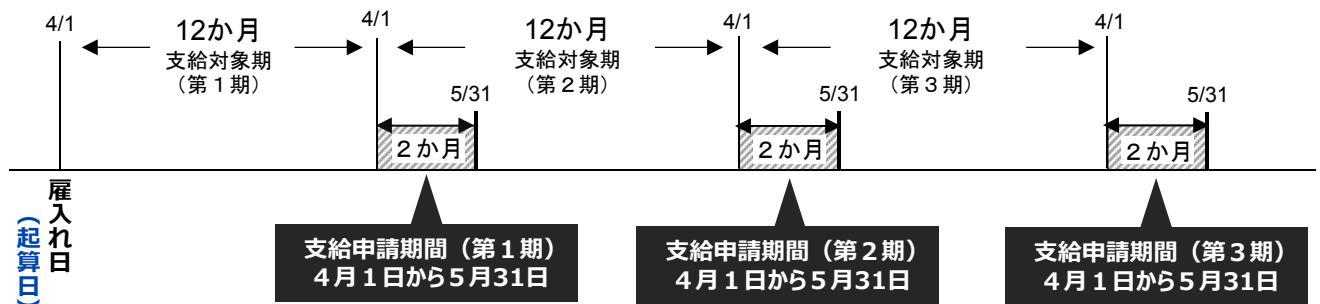 4/1
12か月
支給対象期
（第１期）
4/1
12か月
支給対象期
（第２期）
4/1
12か月
支給対象期
（第３期）
4/1
5/31
5/31
5/31
２か月
２か月
２か月
雇入れ日
（起算日）
支給申請期間（第１期）
４月１日から５月31日
支給申請期間（第２期）
４月１日から５月31日
支給申請期間（第３期）
４月１日から５月31日